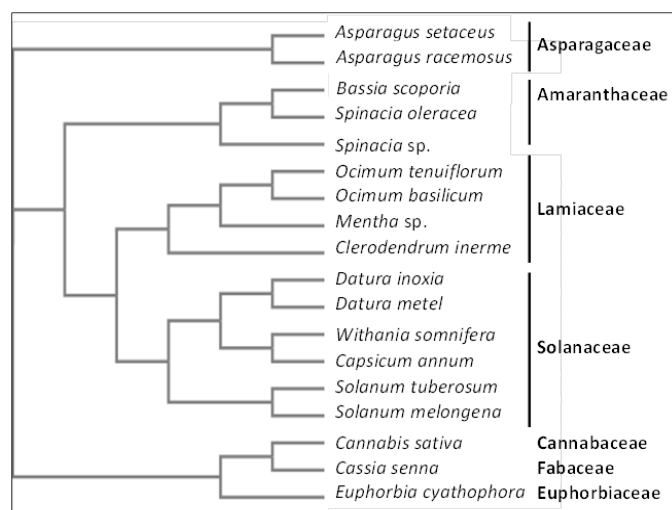 Asparagus setaceus
Asparagus racemosus
Asparagaceae
Bassia scoporia
Spinacia oleracea
Spinacia sp.
Amaranthaceae
Ocimum tenuiflorum
Ocimum basilicum
Mentha sp.
Clerodendrum inerme
Lamiaceae
Datura inoxia
Datura metel
Withania somnifera
Capsicum annum
Solanum tuberosum
Solanum melongena
Solanaceae
Cannabis sativa Cannabaceae
Cassia senna Fabaceae
Euphorbia cyathophora Euphorbiaceae